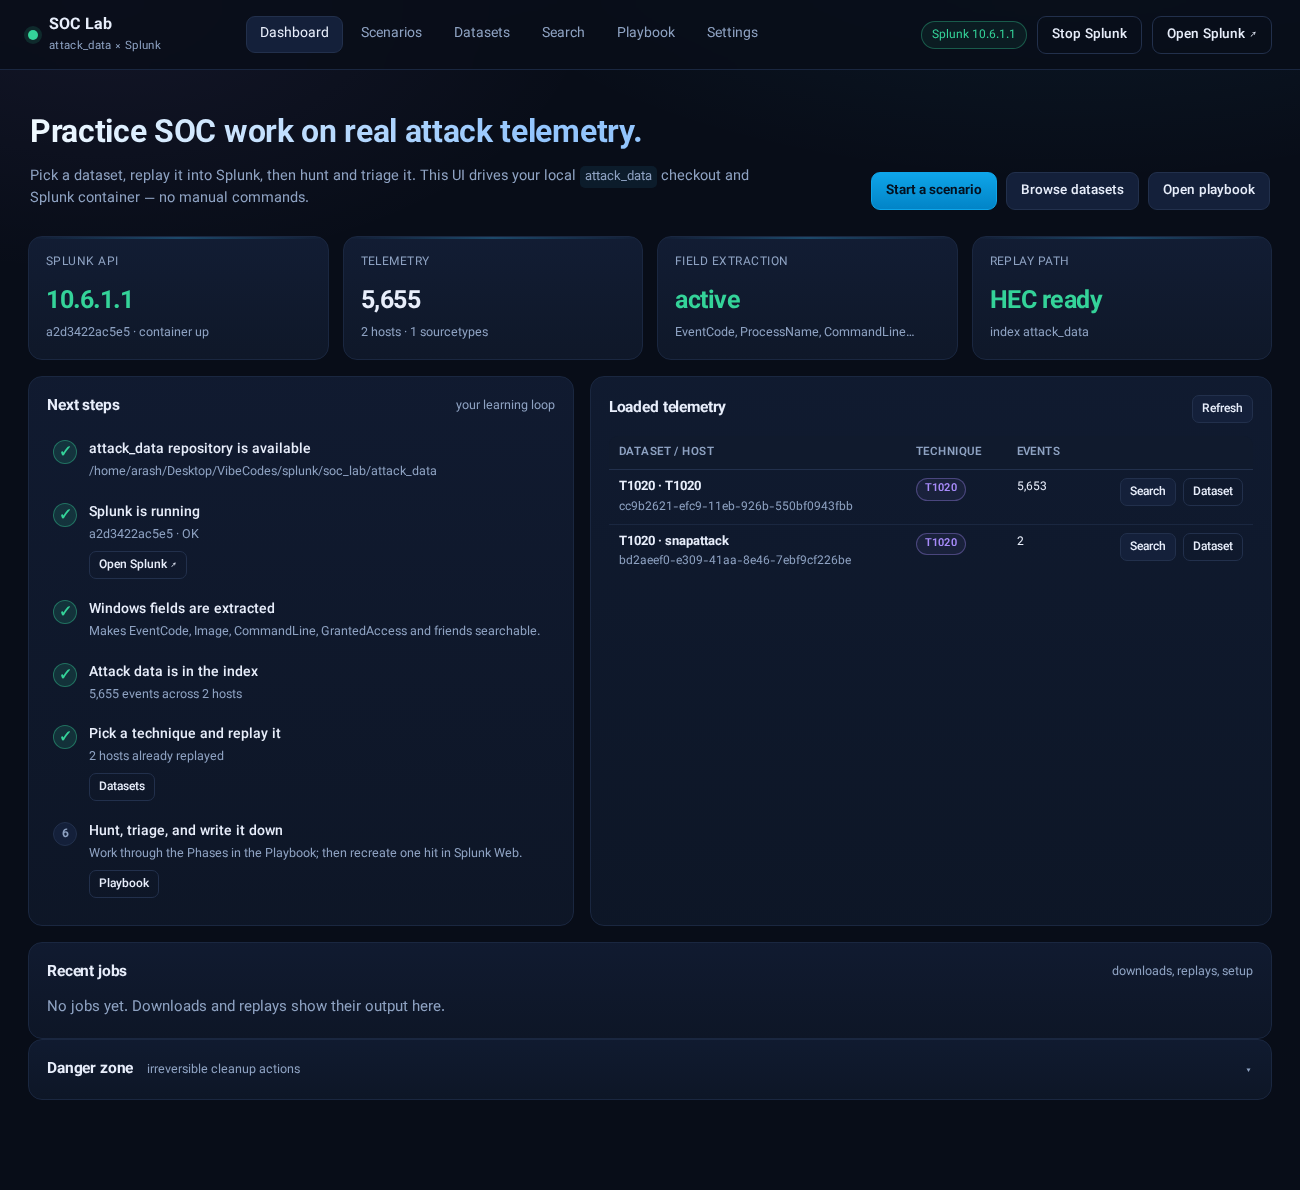 SOC Lab
attack_data × Splunk
Dashboard
Scenarios
Datasets
Search
Playbook
Settings
Splunk 10.6.1.1
Stop Splunk
Open Splunk ↗
Practice SOC work on real attack telemetry.
Pick a dataset, replay it into Splunk, then hunt and triage it. This UI drives your local attack_data checkout and
Splunk container — no manual commands.
Start a scenario
Browse datasets
Open playbook
SPLUNK API
10.6.1.1
a2d3422ac5e5 · container up
TELEMETRY
5,655
2 hosts · 1 sourcetypes
FIELD EXTRACTION
active
EventCode, ProcessName, CommandLine…
REPLAY PATH
HEC ready
index attack_data
Next steps
your learning loop
✓ attack_data repository is available
/home/arash/Desktop/VibeCodes/splunk/soc_lab/attack_data
✓ Splunk is running
a2d3422ac5e5 · OK
Open Splunk ↗
✓ Windows fields are extracted
Makes EventCode, Image, CommandLine, GrantedAccess and friends searchable.
✓ Attack data is in the index
5,655 events across 2 hosts
✓ Pick a technique and replay it
2 hosts already replayed
Datasets
6 Hunt, triage, and write it down
Work through the Phases in the Playbook; then recreate one hit in Splunk Web.
Playbook
Loaded telemetry
Refresh
DATASET / HOST TECHNIQUE EVENTS
T1020 · T1020 T1020 5,653 Search Dataset
cc9b2621-efc9-11eb-926b-550bf0943fbb
T1020 · snapattack T1020 2 Search Dataset
bd2aeef0-e309-41aa-8e46-7ebf9cf226be
Recent jobs
downloads, replays, setup
No jobs yet. Downloads and replays show their output here.
Danger zone irreversible cleanup actions ▾